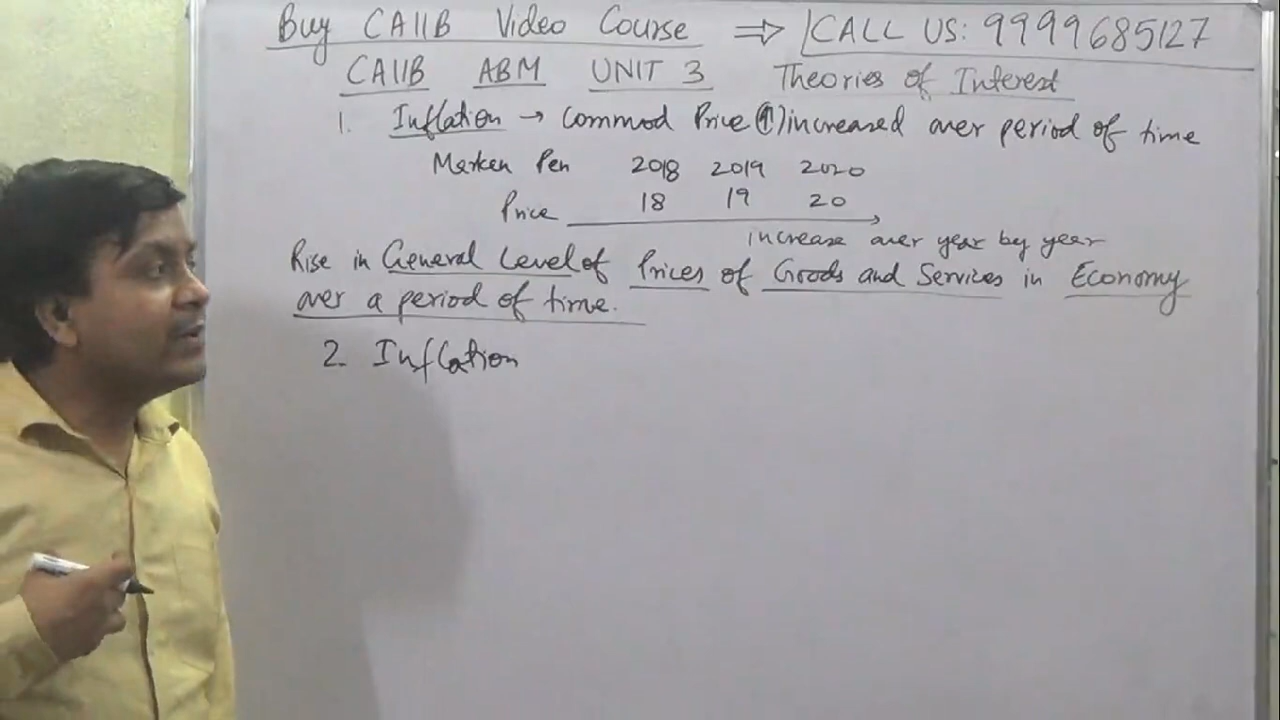 Buy CAIIB Video Course ⇒ CALL US: 9999685127
CAIIB ABM UNIT 3 Theories of Interest
1. Inflation → Commod Price (↑) increased over period of time
Marker Pen 2018 2019 2020
Price 18 19 20
increase over year by year
Rise in General Level of Prices of Goods and Services in Economy
over a period of time.
2. Inflation